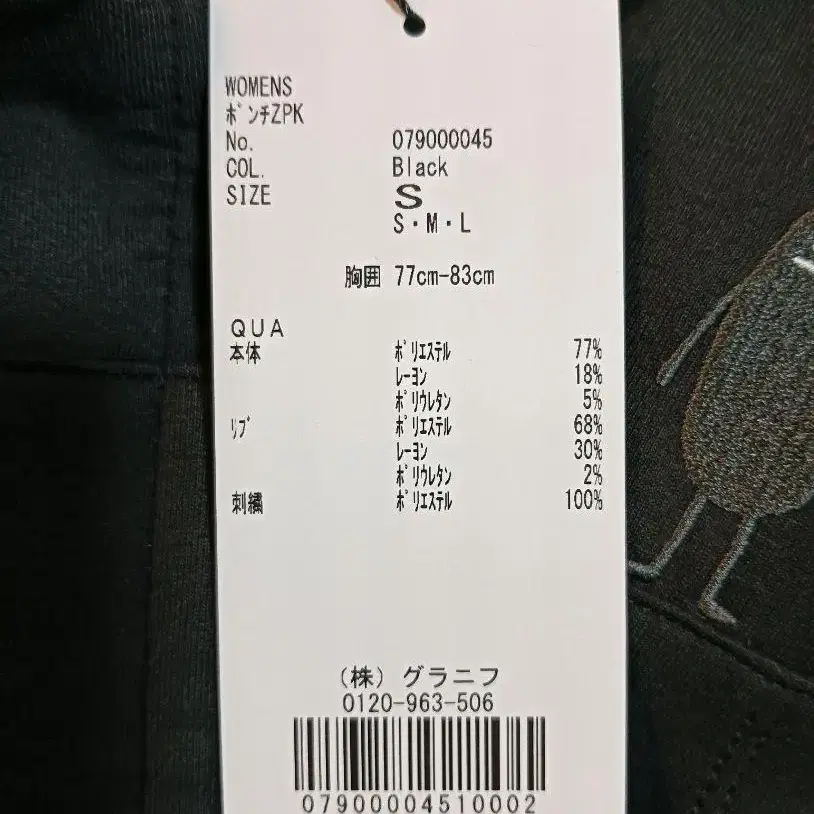 WOMENS
ポンチZPK
No. 079000045
COL. Black
SIZE S
S・M・L
胸囲 77cm-83cm
QUA
本体 ポリエステル 77%
レーヨン 18%
ポリウレタン 5%
リブ ポリエステル 68%
レーヨン 30%
ポリウレタン 2%
刺繍 ポリエステル 100%
(株) グラニフ
0120-963-506
07900004510002